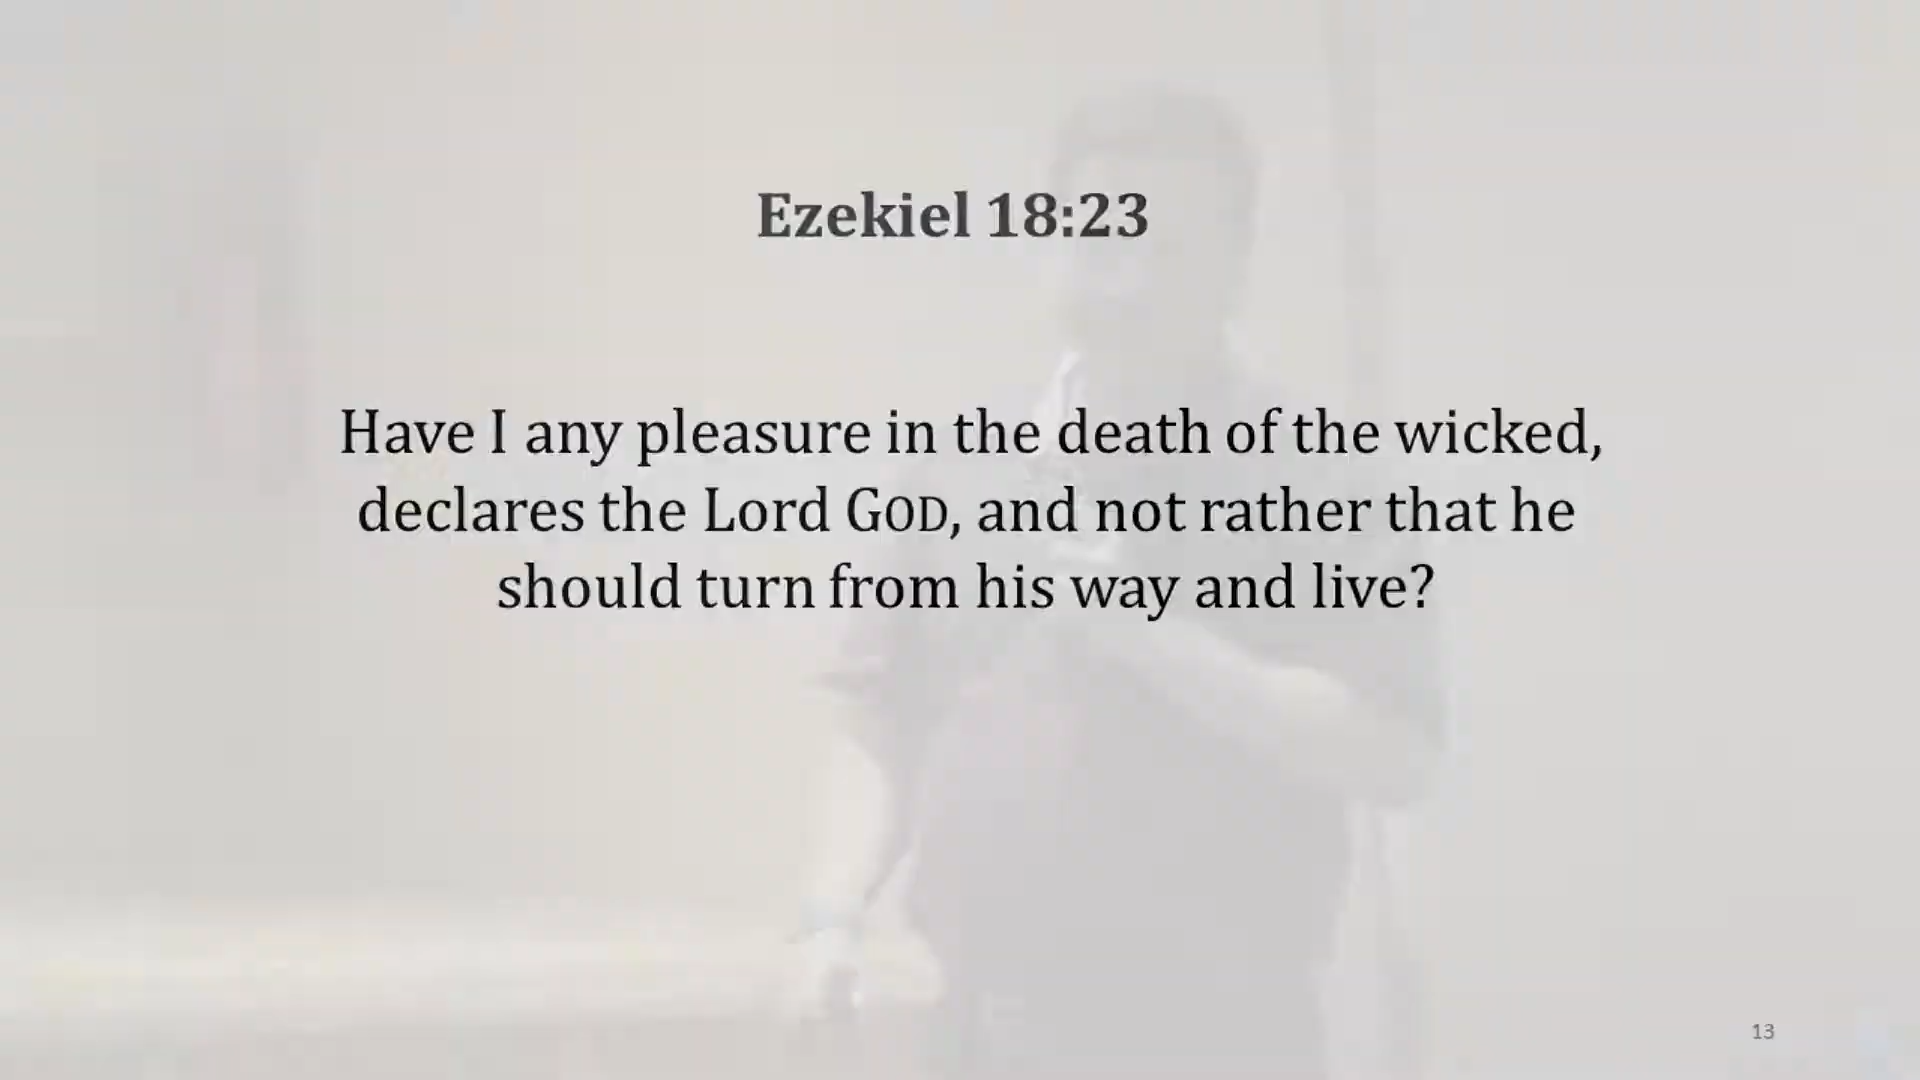 Ezekiel 18:23
Have I any pleasure in the death of the wicked,
declares the Lord GOD, and not rather that he
should turn from his way and live?
13